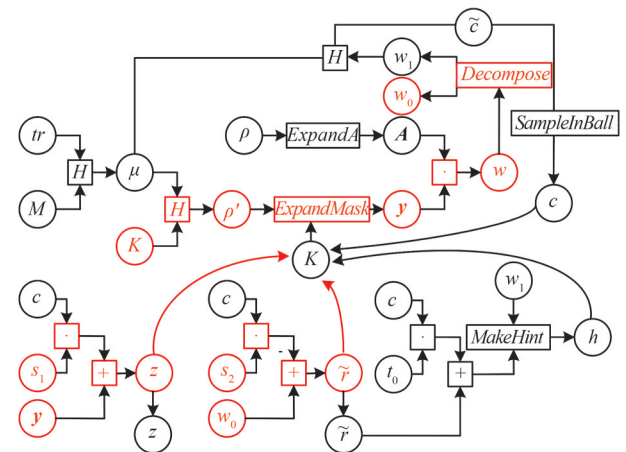 c̃
H
w₁
Decompose
w₀
tr
ρ
ExpandA
A
SampleInBall
H
μ
·
w
M
H
ρ'
ExpandMask
y
c
K
K
c
c
c
w₁
·
·
·
MakeHint
h
s₁
+
z
s₂
-
+
r̃
t₀
+
y
z
w₀
r̃